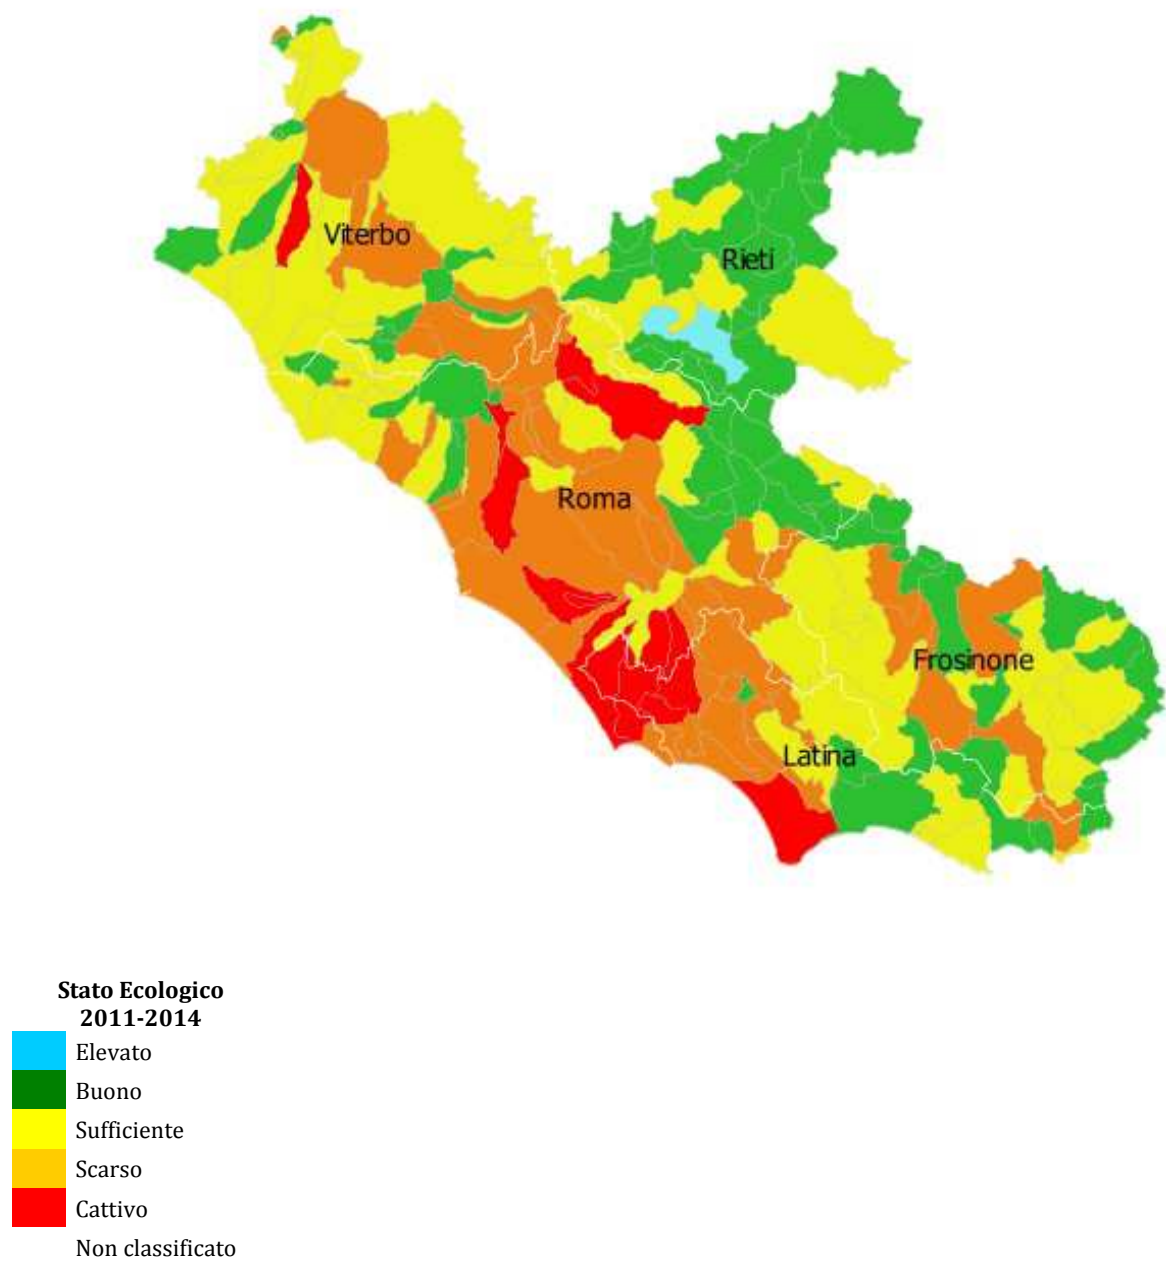 Viterbo
Rieti
Roma
Frosinone
Latina
Stato Ecologico
2011-2014
Elevato
Buono
Sufficiente
Scarso
Cattivo
Non classificato